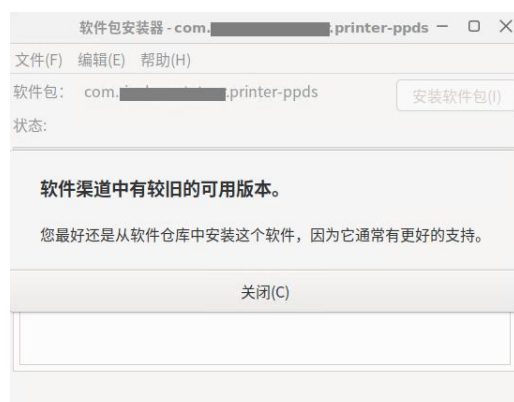 软件包安装器 - com. .printer-ppds
文件(F) 编辑(E) 帮助(H)
软件包: com. .printer-ppds
安装软件包(I)
状态:
软件渠道中有较旧的可用版本。
您最好还是从软件仓库中安装这个软件，因为它通常有更好的支持。
关闭(C)